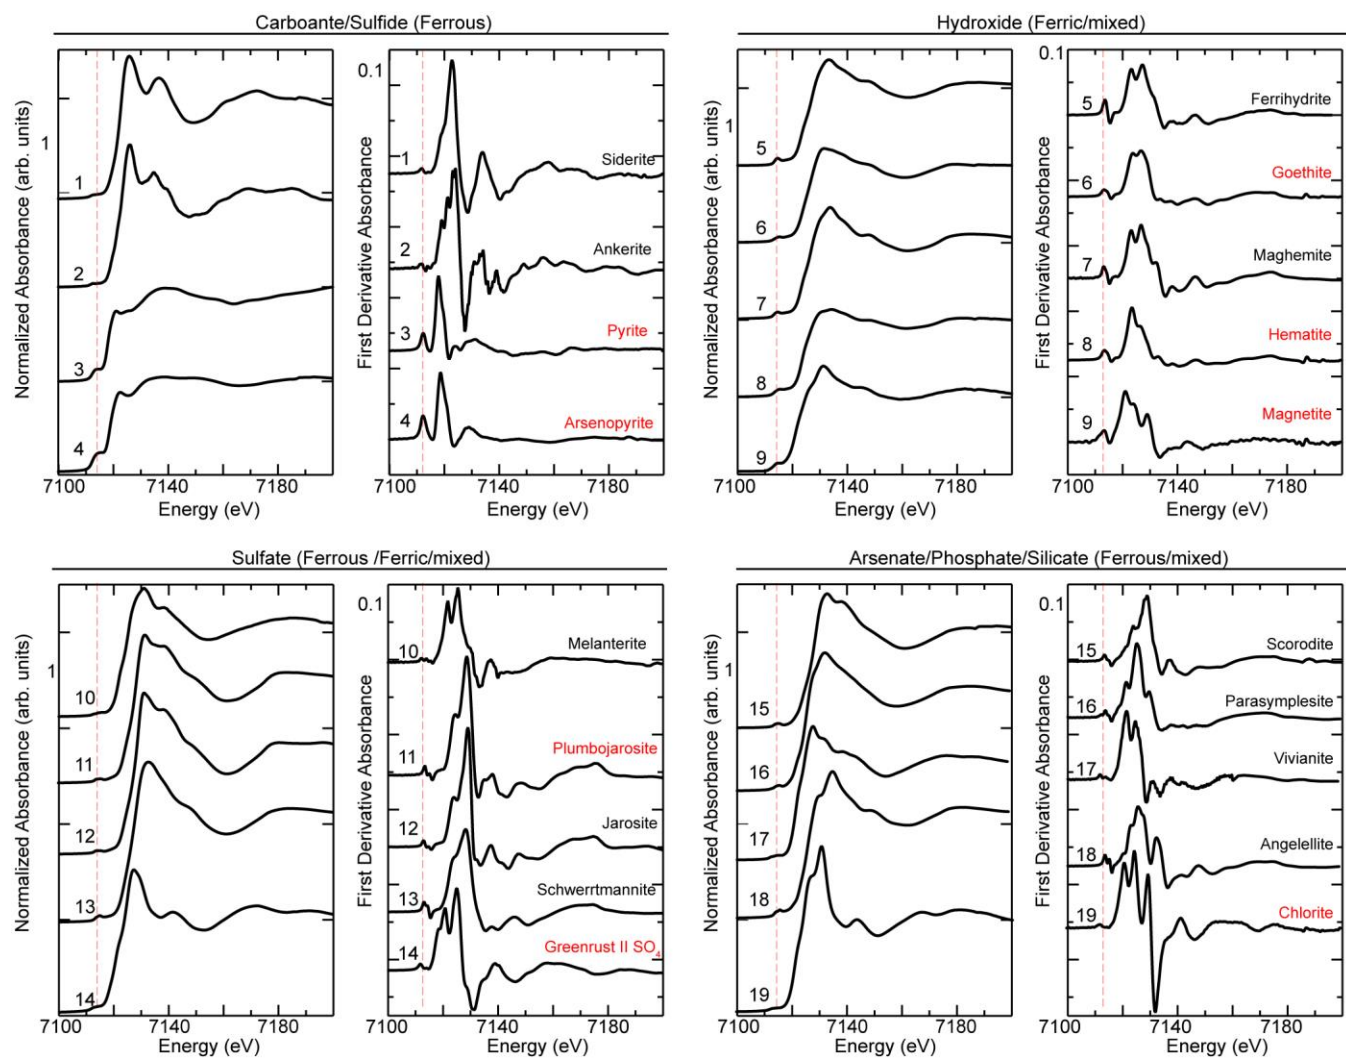 Carboante/Sulfide (Ferrous)
Normalized Absorbance (arb. units)
1
1
2
3
4
7100 7140 7180
Energy (eV)
First Derivative Absorbance
0.1
1
Siderite
2
Ankerite
3
Pyrite
4
Arsenopyrite
7100 7140 7180
Energy (eV)
Hydroxide (Ferric/mixed)
Normalized Absorbance (arb. units)
1
5
6
7
8
9
7100 7140 7180
Energy (eV)
First Derivative Absorbance
0.1
5
Ferrihydrite
6
Goethite
7
Maghemite
8
Hematite
9
Magnetite
7100 7140 7180
Energy (eV)
Sulfate (Ferrous /Ferric/mixed)
Normalized Absorbance (arb. units)
1
10
11
12
13
14
7100 7140 7180
Energy (eV)
First Derivative Absorbance
0.1
10
Melanterite
11
Plumbojarosite
12
Jarosite
13
Schwerrtmannite
14
Greenrust II SO₄
7100 7140 7180
Energy (eV)
Arsenate/Phosphate/Silicate (Ferrous/mixed)
Normalized Absorbance (arb. units)
1
15
16
17
18
19
7100 7140 7180
Energy (eV)
First Derivative Absorbance
0.1
15
Scorodite
16
Parasymplesite
17
Vivianite
18
Angelellite
19
Chlorite
7100 7140 7180
Energy (eV)